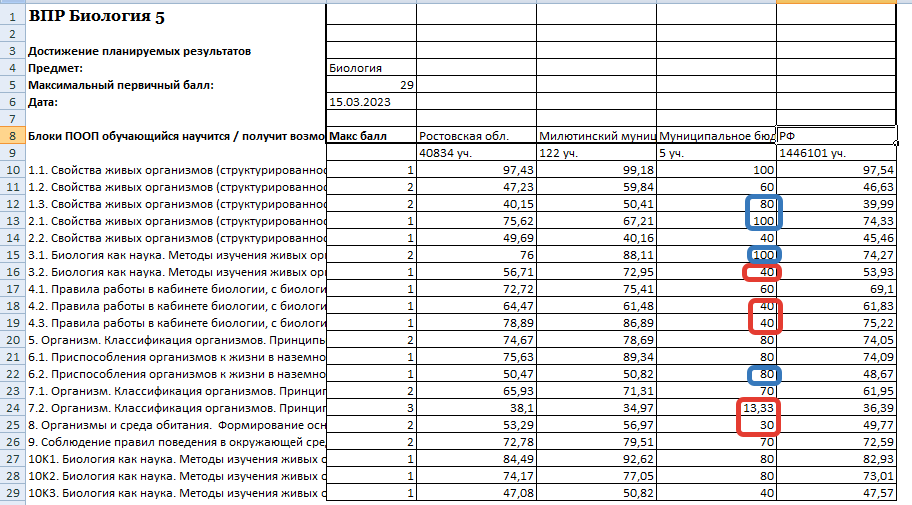 1 ВПР Биология 5
2
3 Достижение планируемых результатов
4 Предмет: Биология
5 Максимальный первичный балл: 29
6 Дата: 15.03.2023
7
8 Блоки ПООП обучающийся научится / получит возмо Макс балл Ростовская обл. Милютинский муниц Муниципальное бюд РФ
9 40834 уч. 122 уч. 5 уч. 1446101 уч.
10 1.1. Свойства живых организмов (структурированнос 1 97,43 99,18 100 97,54
11 1.2. Свойства живых организмов (структурированнос 2 47,23 59,84 60 46,63
12 1.3. Свойства живых организмов (структурированнос 2 40,15 50,41 80 39,99
13 2.1. Свойства живых организмов (структурированнос 1 75,62 67,21 100 74,33
14 2.2. Свойства живых организмов (структурированнос 1 49,69 40,16 40 45,46
15 3.1. Биология как наука. Методы изучения живых орг 2 76 88,11 100 74,27
16 3.2. Биология как наука. Методы изучения живых орг 1 56,71 72,95 40 53,93
17 4.1. Правила работы в кабинете биологии, с биологи 1 72,72 75,41 60 69,1
18 4.2. Правила работы в кабинете биологии, с биологи 1 64,47 61,48 40 61,83
19 4.3. Правила работы в кабинете биологии, с биологи 1 78,89 86,89 40 75,22
20 5. Организм. Классификация организмов. Принципы 2 74,67 78,69 80 74,05
21 6.1. Приспособления организмов к жизни в наземно 1 75,63 89,34 80 74,09
22 6.2. Приспособления организмов к жизни в наземно 1 50,47 50,82 80 48,67
23 7.1. Организм. Классификация организмов. Принцип 2 65,93 71,31 70 61,95
24 7.2. Организм. Классификация организмов. Принцип 3 38,1 34,97 13,33 36,39
25 8. Организмы и среда обитания. Формирование осн 2 53,29 56,97 30 49,77
26 9. Соблюдение правил поведения в окружающей сре 2 72,78 79,51 70 72,59
27 10К1. Биология как наука. Методы изучения живых о 1 84,49 92,62 80 82,93
28 10К2. Биология как наука. Методы изучения живых о 1 74,17 77,05 80 73,01
29 10К3. Биология как наука. Методы изучения живых о 1 47,08 50,82 40 47,57